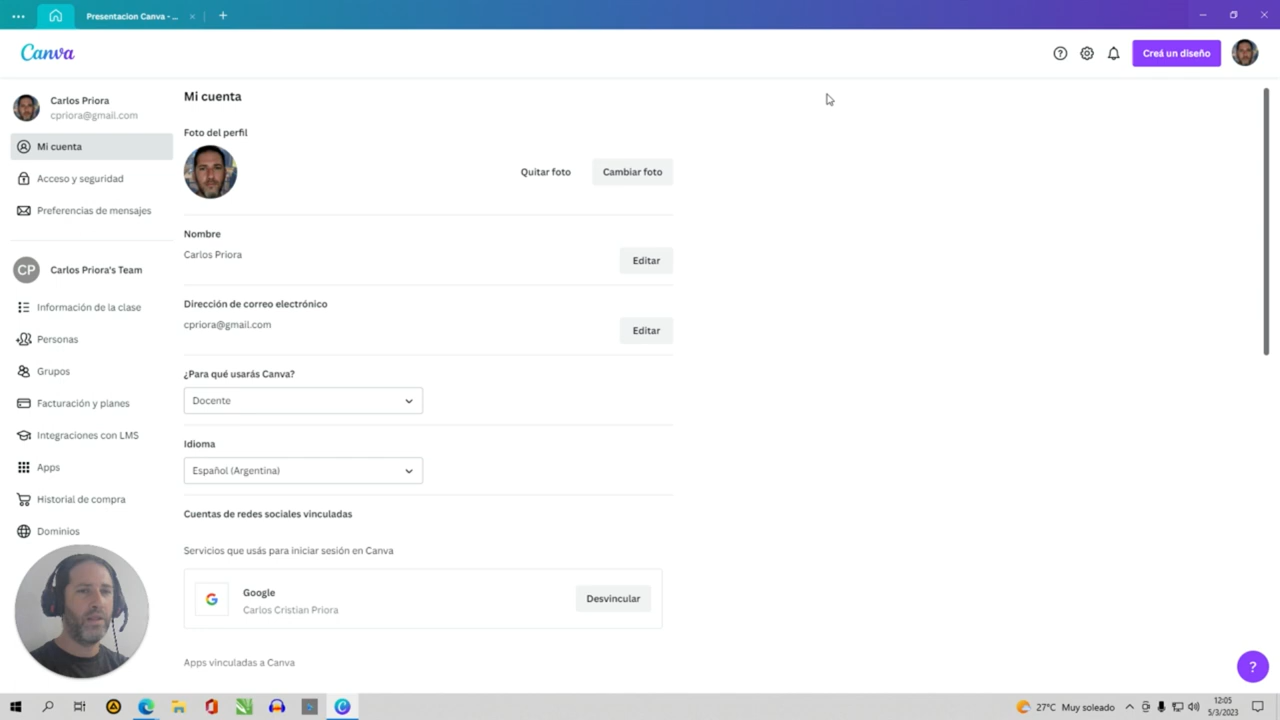 Presentacion Canva - ...
Canva
Creá un diseño
Carlos Priora
cpriora@gmail.com
Mi cuenta
Acceso y seguridad
Preferencias de mensajes
CP
Carlos Priora's Team
Información de la clase
Personas
Grupos
Facturación y planes
Integraciones con LMS
Apps
Historial de compra
Dominios
Mi cuenta
Foto del perfil
Quitar foto
Cambiar foto
Nombre
Carlos Priora
Editar
Dirección de correo electrónico
cpriora@gmail.com
Editar
¿Para qué usarás Canva?
Docente
Idioma
Español (Argentina)
Cuentas de redes sociales vinculadas
Servicios que usás para iniciar sesión en Canva
Google
Carlos Cristian Priora
Desvincular
Apps vinculadas a Canva
?
27°C Muy soleado
12:05
5/3/2023